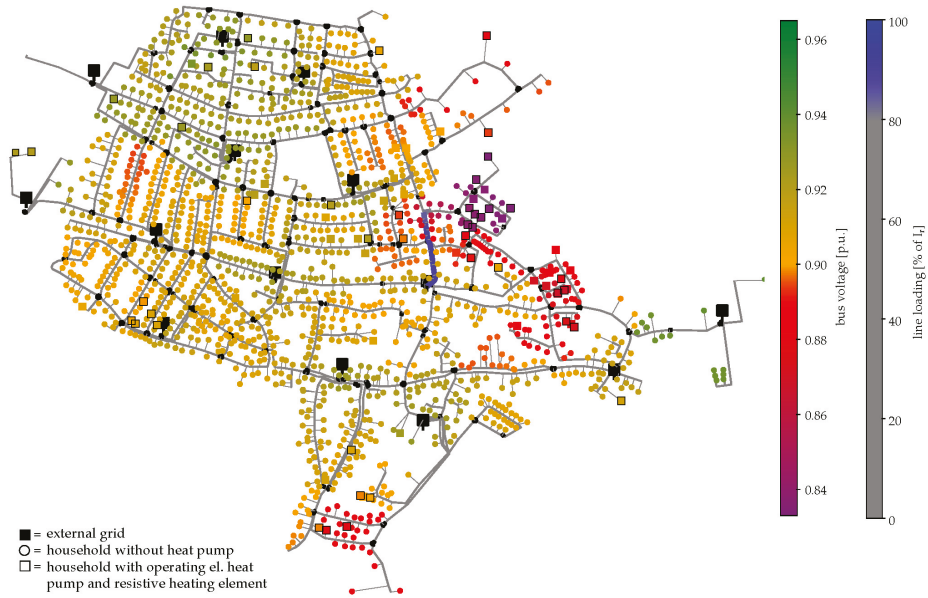 0.96
0.94
0.92
0.90
0.88
0.86
0.84
bus voltage [p.u.]
100
80
60
40
20
0
line loading [% of Iᵣ]
■ = external grid
○ = household without heat pump
□ = household with operating el. heat
pump and resistive heating element